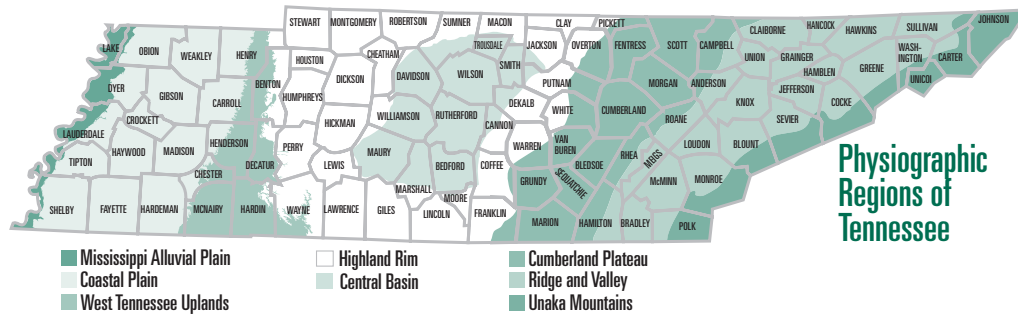 STEWART MONTGOMERY ROBERTSON SUMNER MACON CLAY PICKETT
LAKE OBION WEAKLEY HENRY HOUSTON CHEATHAM TROUSDALE JACKSON OVERTON FENTRESS SCOTT CAMPBELL CLAIBORNE HANCOCK HAWKINS SULLIVAN JOHNSON
DYER GIBSON CARROLL BENTON HUMPHREYS DICKSON DAVIDSON WILSON SMITH PUTNAM MORGAN ANDERSON UNION GRAINGER HAMBLEN GREENE WASH-
INGTON CARTER UNICOI
LAUDERDALE CROCKETT HICKMAN WILLIAMSON RUTHERFORD CANNON DEKALB WHITE CUMBERLAND ROANE KNOX JEFFERSON COCKE SEVIER
TIPTON HAYWOOD MADISON HENDERSON DECATUR PERRY LEWIS MAURY BEDFORD COFFEE WARREN VAN
BUREN BLEDSOE RHEA MEIGS LOUDON BLOUNT
SHELBY FAYETTE HARDEMAN CHESTER MCNAIRY HARDIN WAYNE LAWRENCE GILES MARSHALL LINCOLN MOORE FRANKLIN GRUNDY SEQUATCHIE MARION HAMILTON BRADLEY McMINN MONROE POLK
Physiographic
Regions of
Tennessee
Mississippi Alluvial Plain
Coastal Plain
West Tennessee Uplands
Highland Rim
Central Basin
Cumberland Plateau
Ridge and Valley
Unaka Mountains